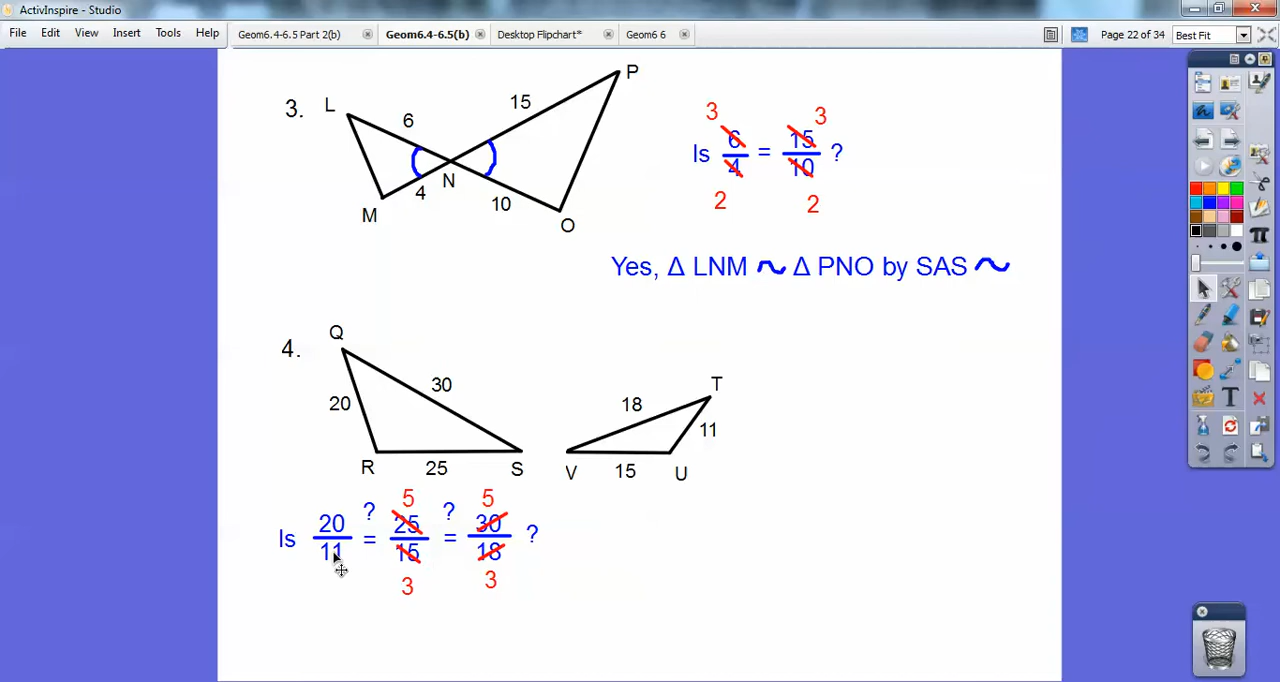 ActivInspire - Studio
File Edit View Insert Tools Help
Geom6.4-6.5 Part 2(b) Geom6.4-6.5(b) Desktop Flipchart* Geom6 6
Page 22 of 34 Best Fit
3.
L
6
15
P
M
4
N
10
O
3 3
Is 6/4 = 15/10 ?
2 2
Yes, Δ LNM ~ Δ PNO by SAS ~
4.
Q
20
30
R
25
S
T
18
11
V
15
U
5 5
Is 20/11 ?= 25/15 ?= 30/18 ?
3 3